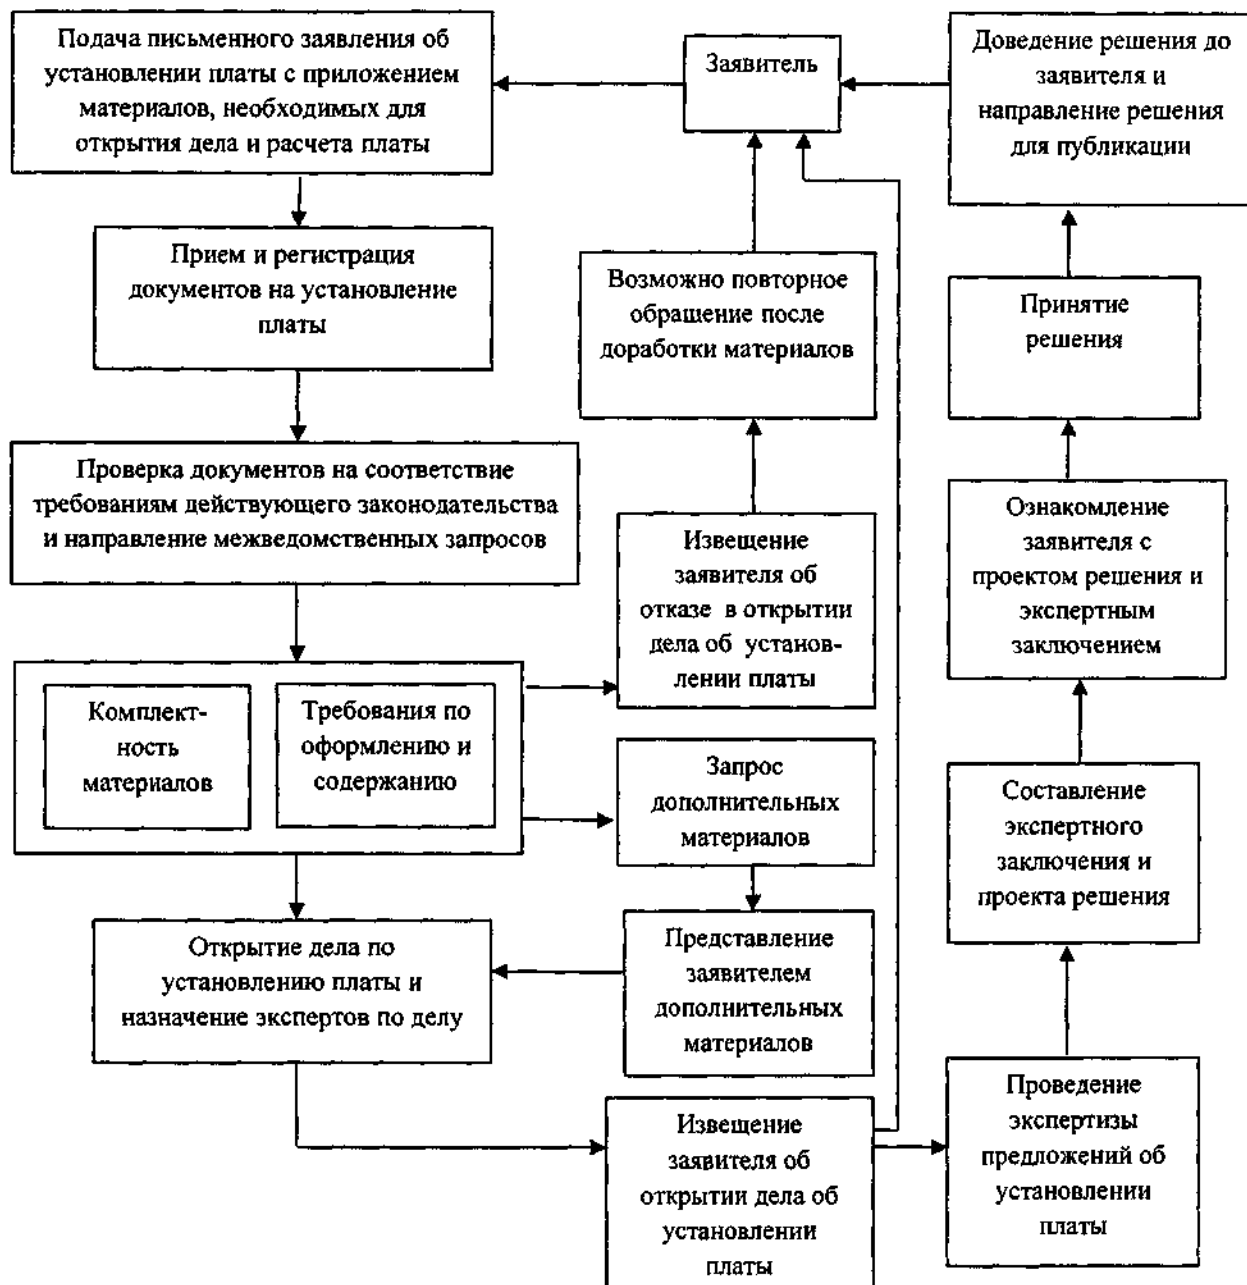 Подача письменного заявления об
установлении платы с приложением
материалов, необходимых для
открытия дела и расчета платы
Заявитель
Доведение решения до
заявителя и
направление решения
для публикации
Прием и регистрация
документов на установление
платы
Возможно повторное
обращение после
доработки материалов
Принятие
решения
Проверка документов на соответствие
требованиям действующего законодательства
и направление межведомственных запросов
Извещение
заявителя об
отказе в открытии
дела об установ-
лении платы
Ознакомление
заявителя с
проектом решения и
экспертным
заключением
Комплект-
ность
материалов
Требования по
оформлению и
содержанию
Запрос
дополнительных
материалов
Составление
экспертного
заключения и
проекта решения
Открытие дела по
установлению платы и
назначение экспертов по делу
Представление
заявителем
дополнительных
материалов
Извещение
заявителя об
открытии дела об
установлении
платы
Проведение
экспертизы
предложений об
установлении
платы